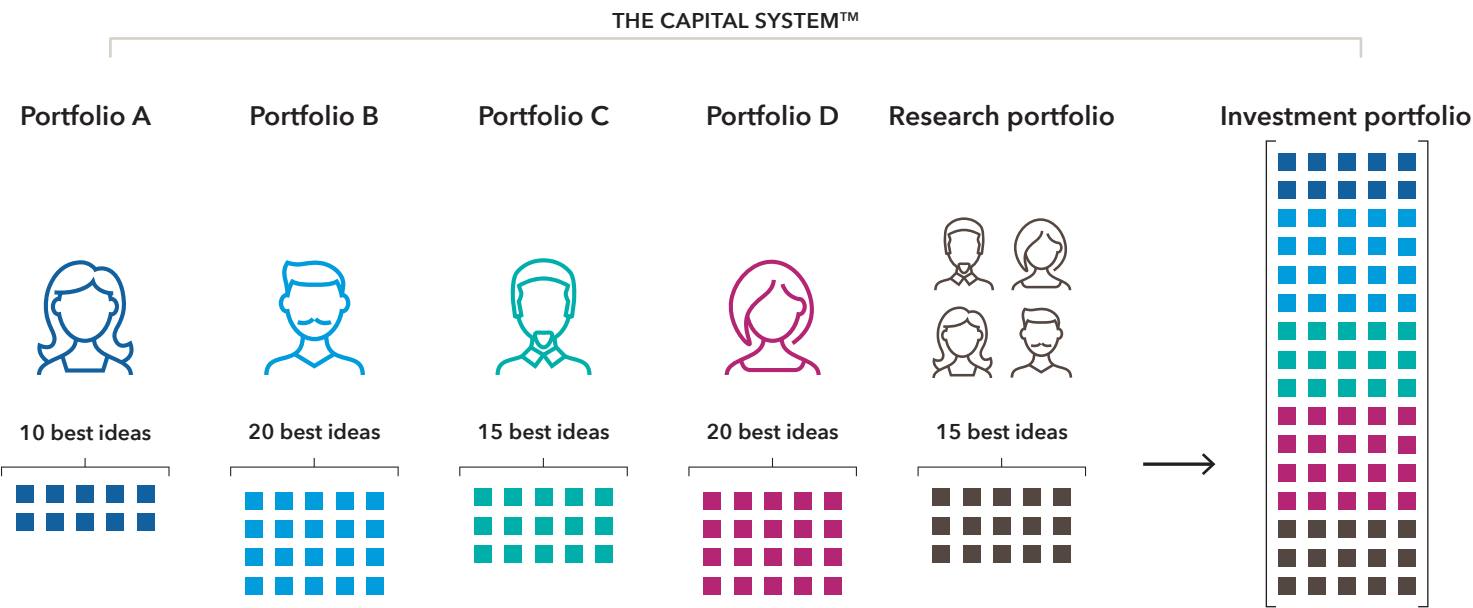 THE CAPITAL SYSTEM™
Portfolio A
Portfolio B
Portfolio C
Portfolio D
Research portfolio
Investment portfolio
10 best ideas
20 best ideas
15 best ideas
20 best ideas
15 best ideas